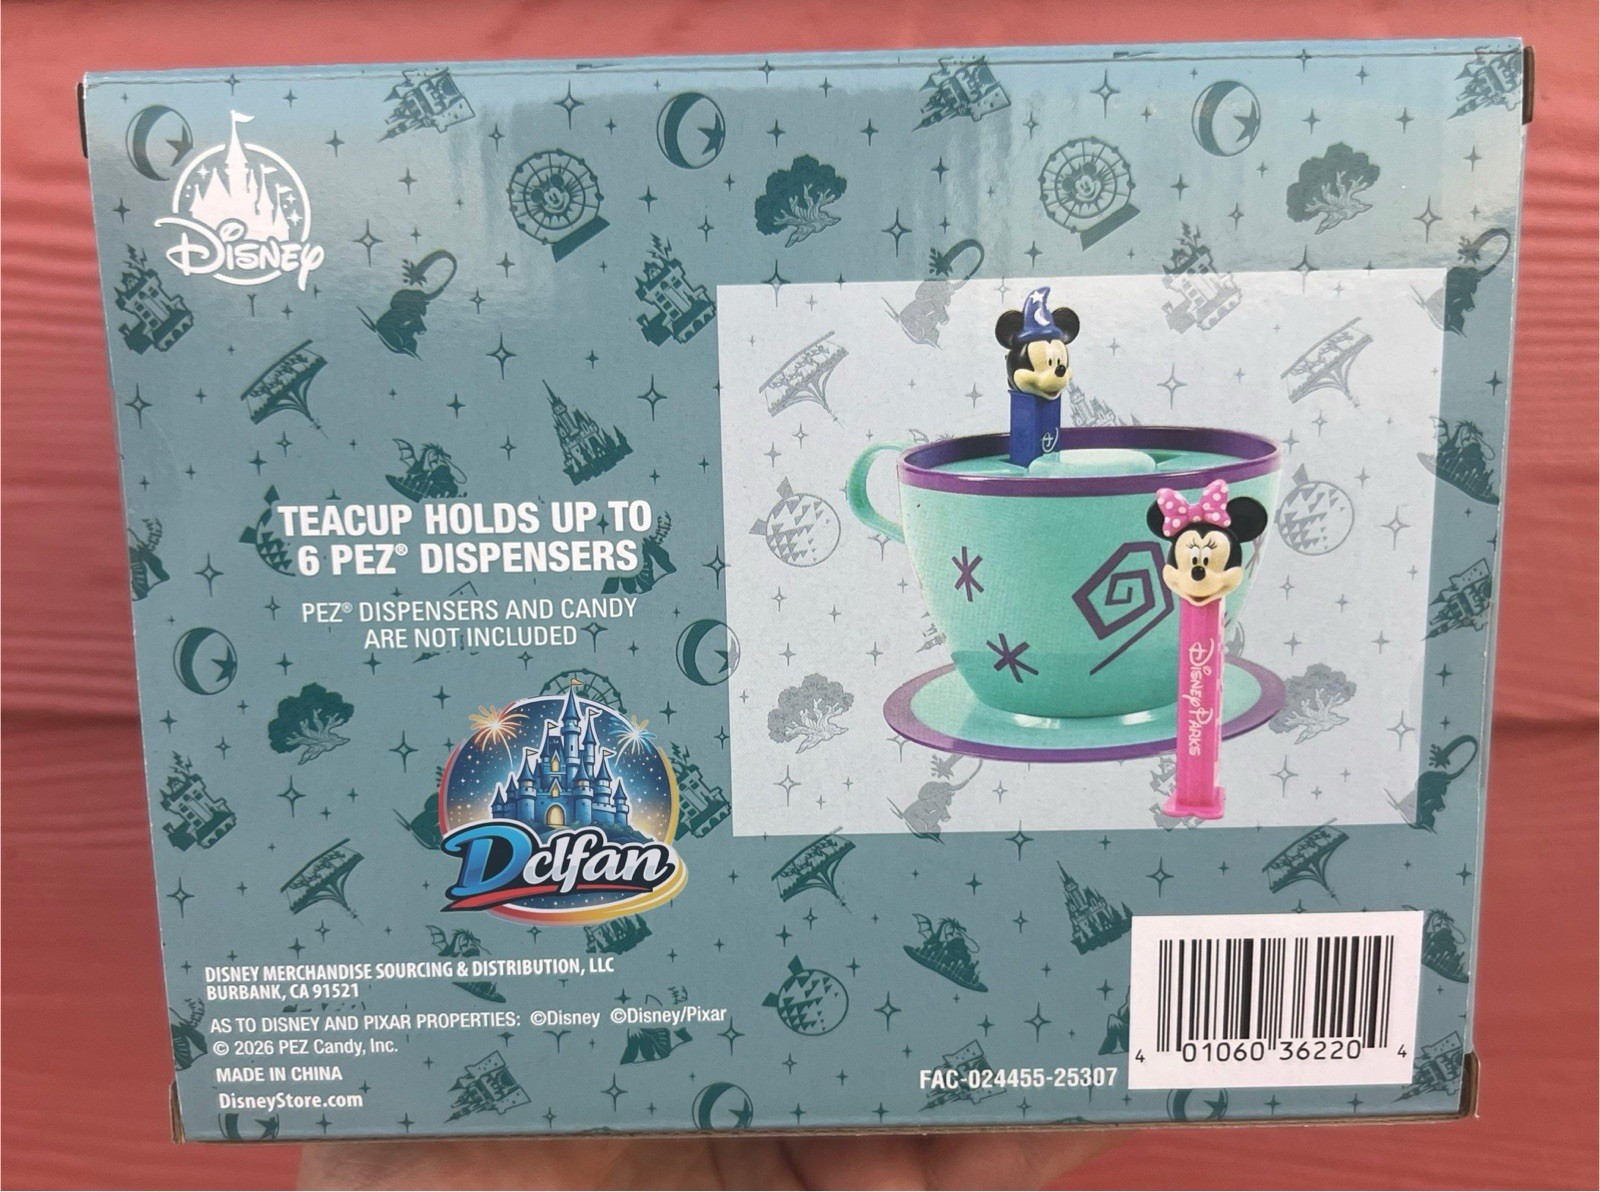 Disney
TEACUP HOLDS UP TO
6 PEZ® DISPENSERS
PEZ® DISPENSERS AND CANDY
ARE NOT INCLUDED
Disney Parks
Dclfan
DISNEY MERCHANDISE SOURCING & DISTRIBUTION, LLC
BURBANK, CA 91521
AS TO DISNEY AND PIXAR PROPERTIES: ©Disney ©Disney/Pixar
© 2026 PEZ Candy, Inc.
MADE IN CHINA
DisneyStore.com
FAC-024455-25307
4 01060 36220 4